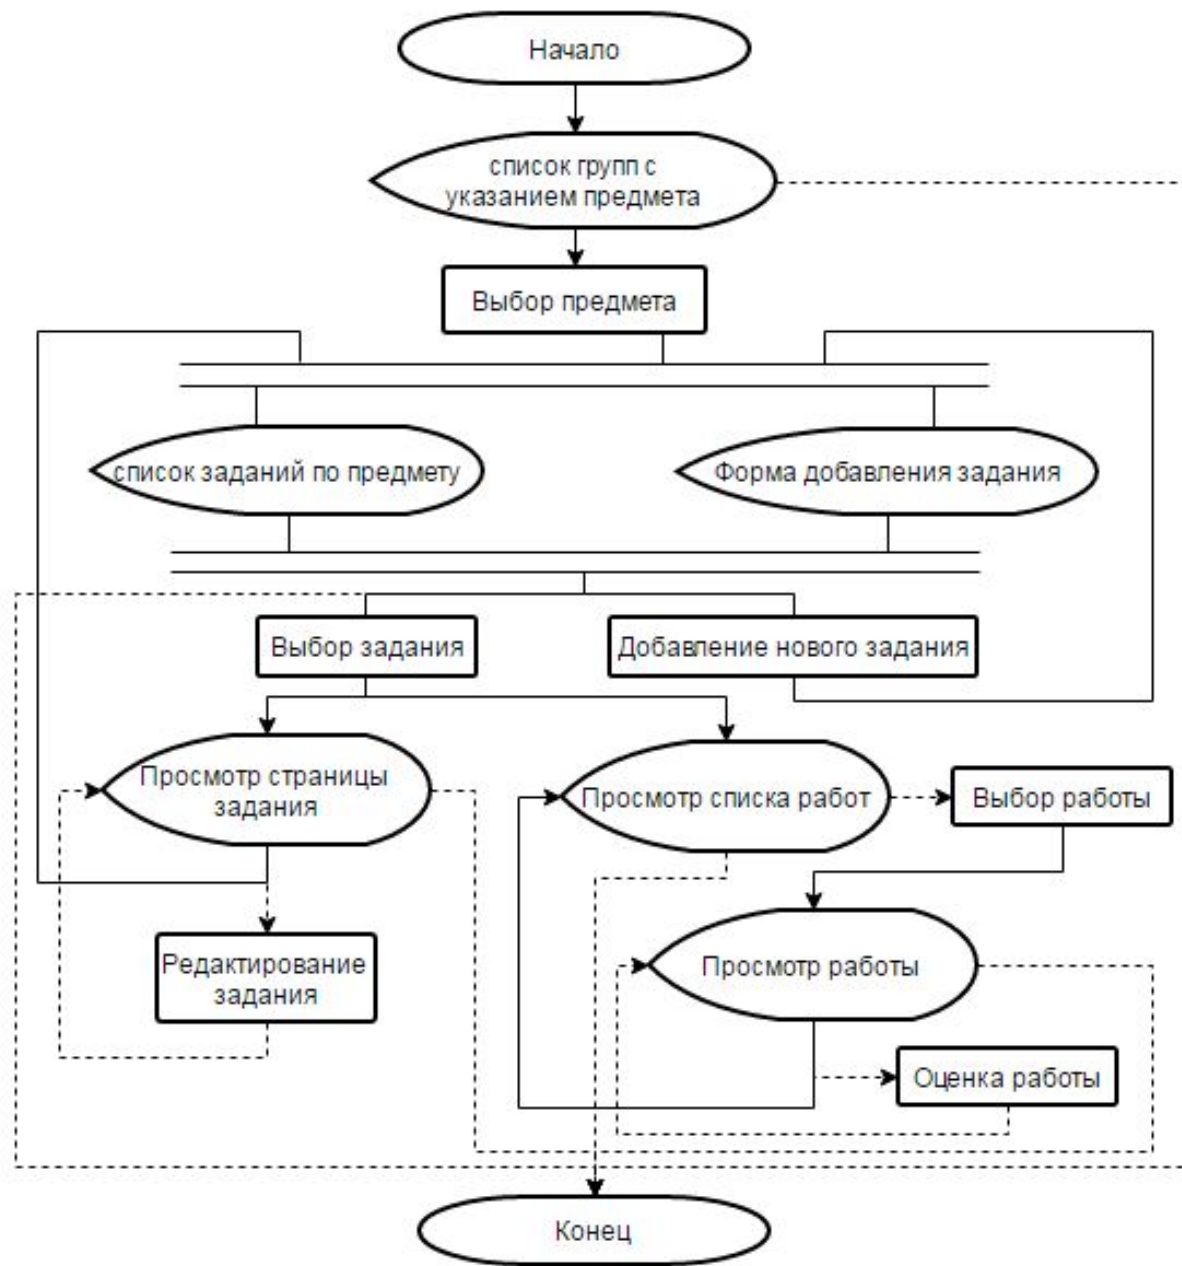 Начало
список групп с
указанием предмета
Выбор предмета
список заданий по предмету
Форма добавления задания
Выбор задания
Добавление нового задания
Просмотр страницы
задания
Просмотр списка работ
Выбор работы
Просмотр работы
Редактирование
задания
Оценка работы
Конец